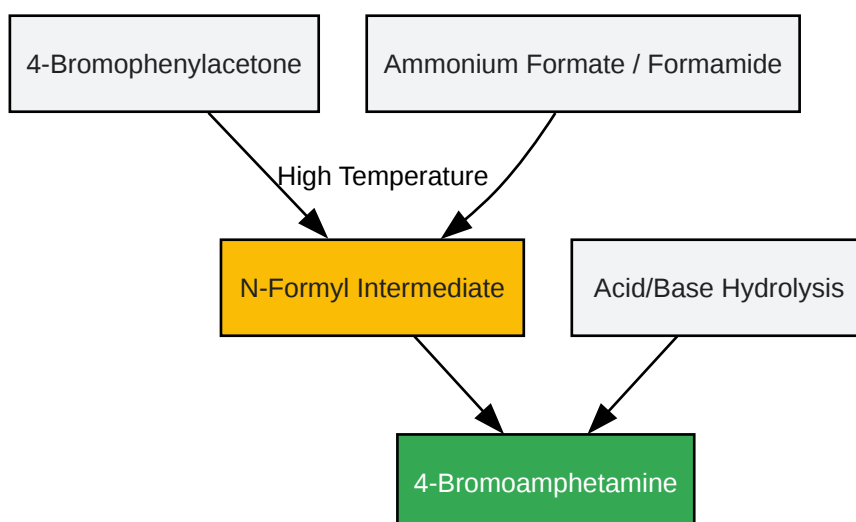 4-Bromophenylacetone
Ammonium Formate / Formamide
High Temperature
N-Formyl Intermediate
Acid/Base Hydrolysis
4-Bromoamphetamine